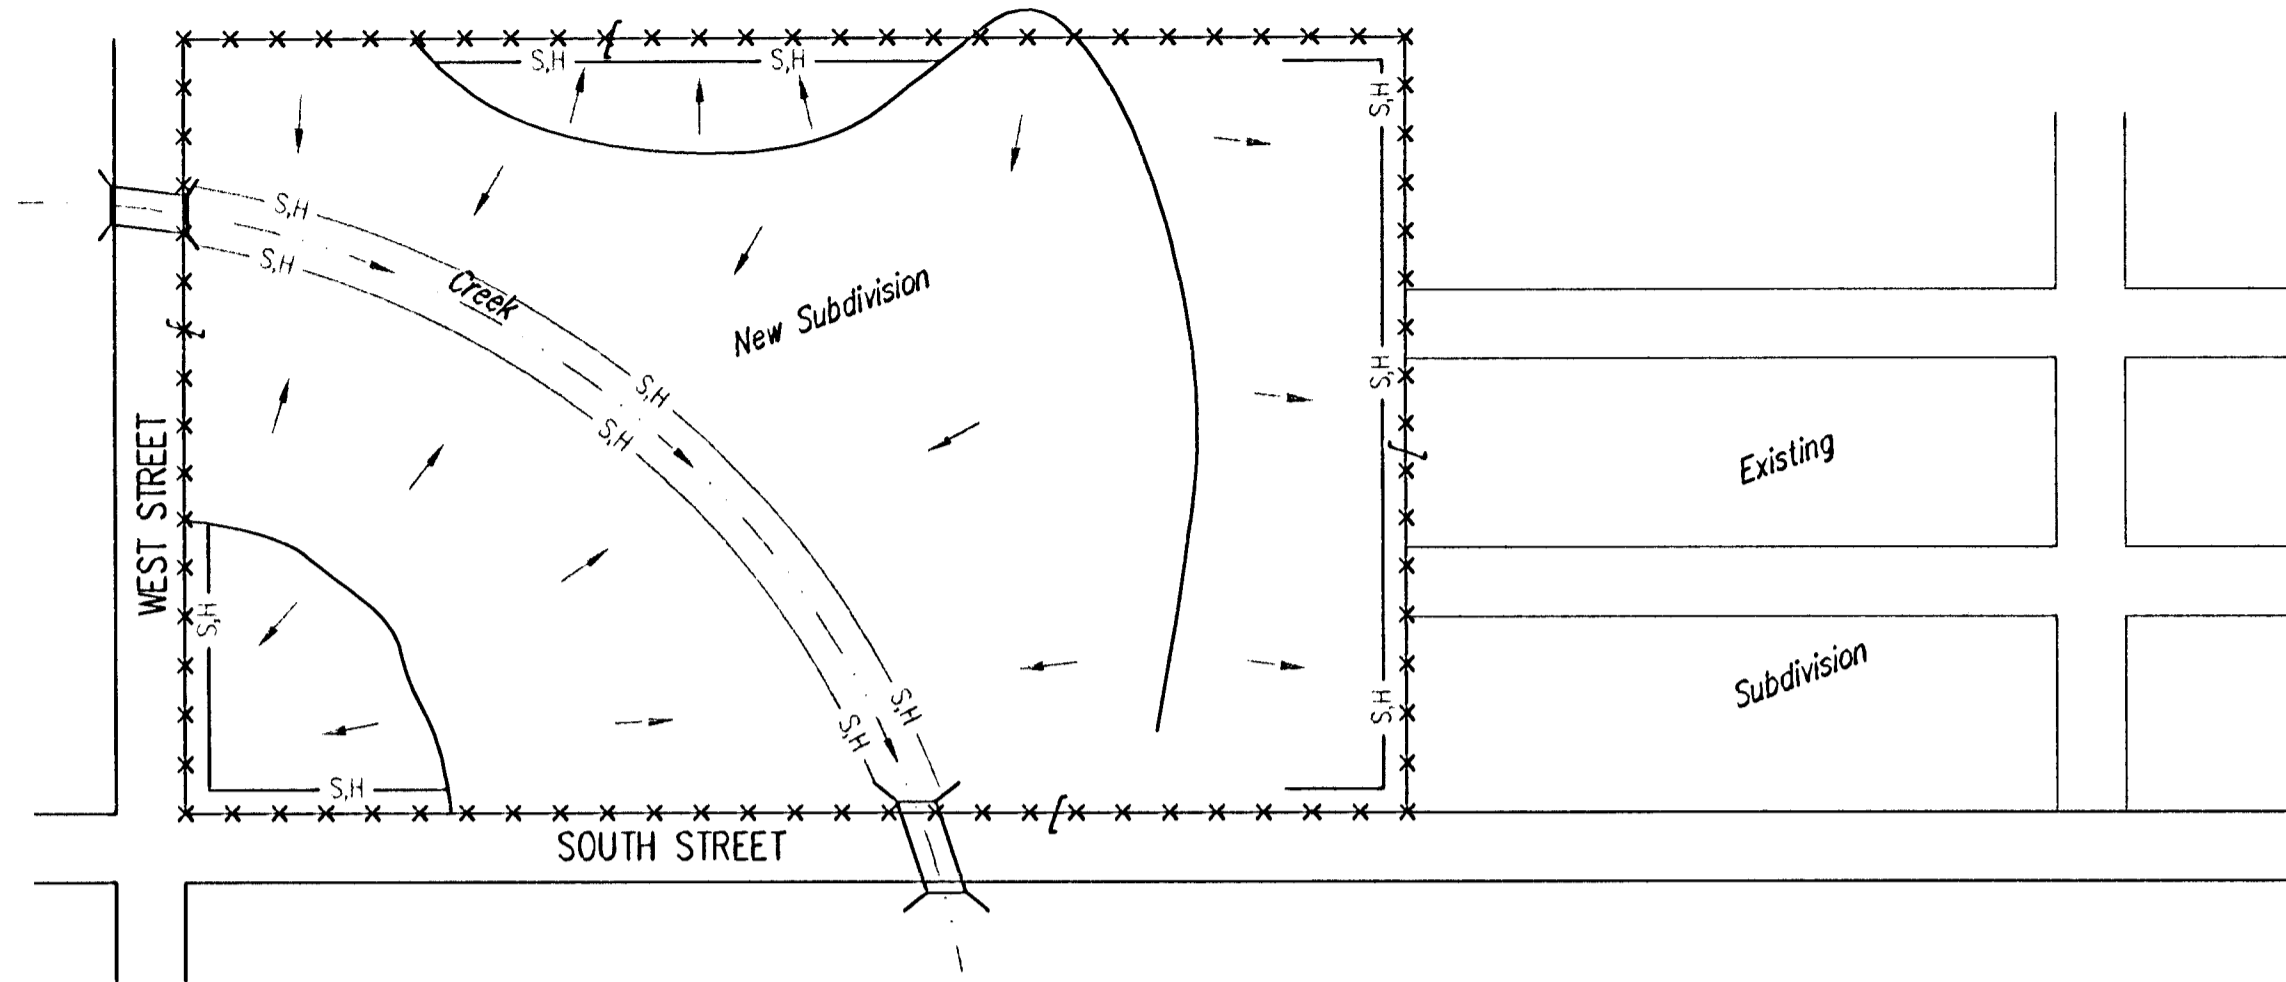 S,H
S,H
S,H
S,H
S,H
Creek
New Subdivision
S,H
S,H
S,H
WEST STREET
Existing
Subdivision
S,H
S,H
S,H
S,H
S,H
SOUTH STREET